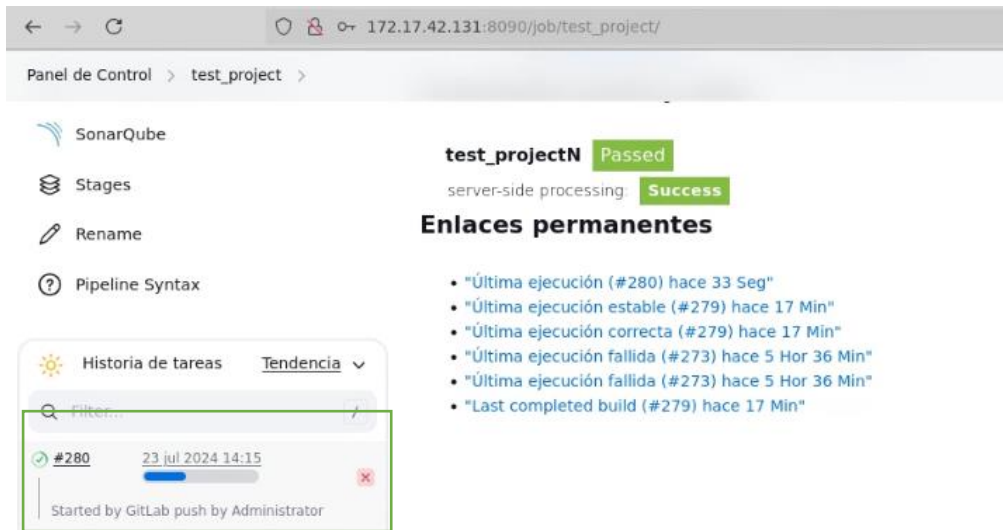 172.17.42.131:8090/job/test_project/
Panel de Control > test_project >
SonarQube
Stages
Rename
Pipeline Syntax
Historia de tareas Tendencia
Filter... /
#280 23 jul 2024 14:15
Started by GitLab push by Administrator
test_projectN Passed
server-side processing: Success
Enlaces permanentes
"Última ejecución (#280) hace 33 Seg"
"Última ejecución estable (#279) hace 17 Min"
"Última ejecución correcta (#279) hace 17 Min"
"Última ejecución fallida (#273) hace 5 Hor 36 Min"
"Última ejecución fallida (#273) hace 5 Hor 36 Min"
"Last completed build (#279) hace 17 Min"